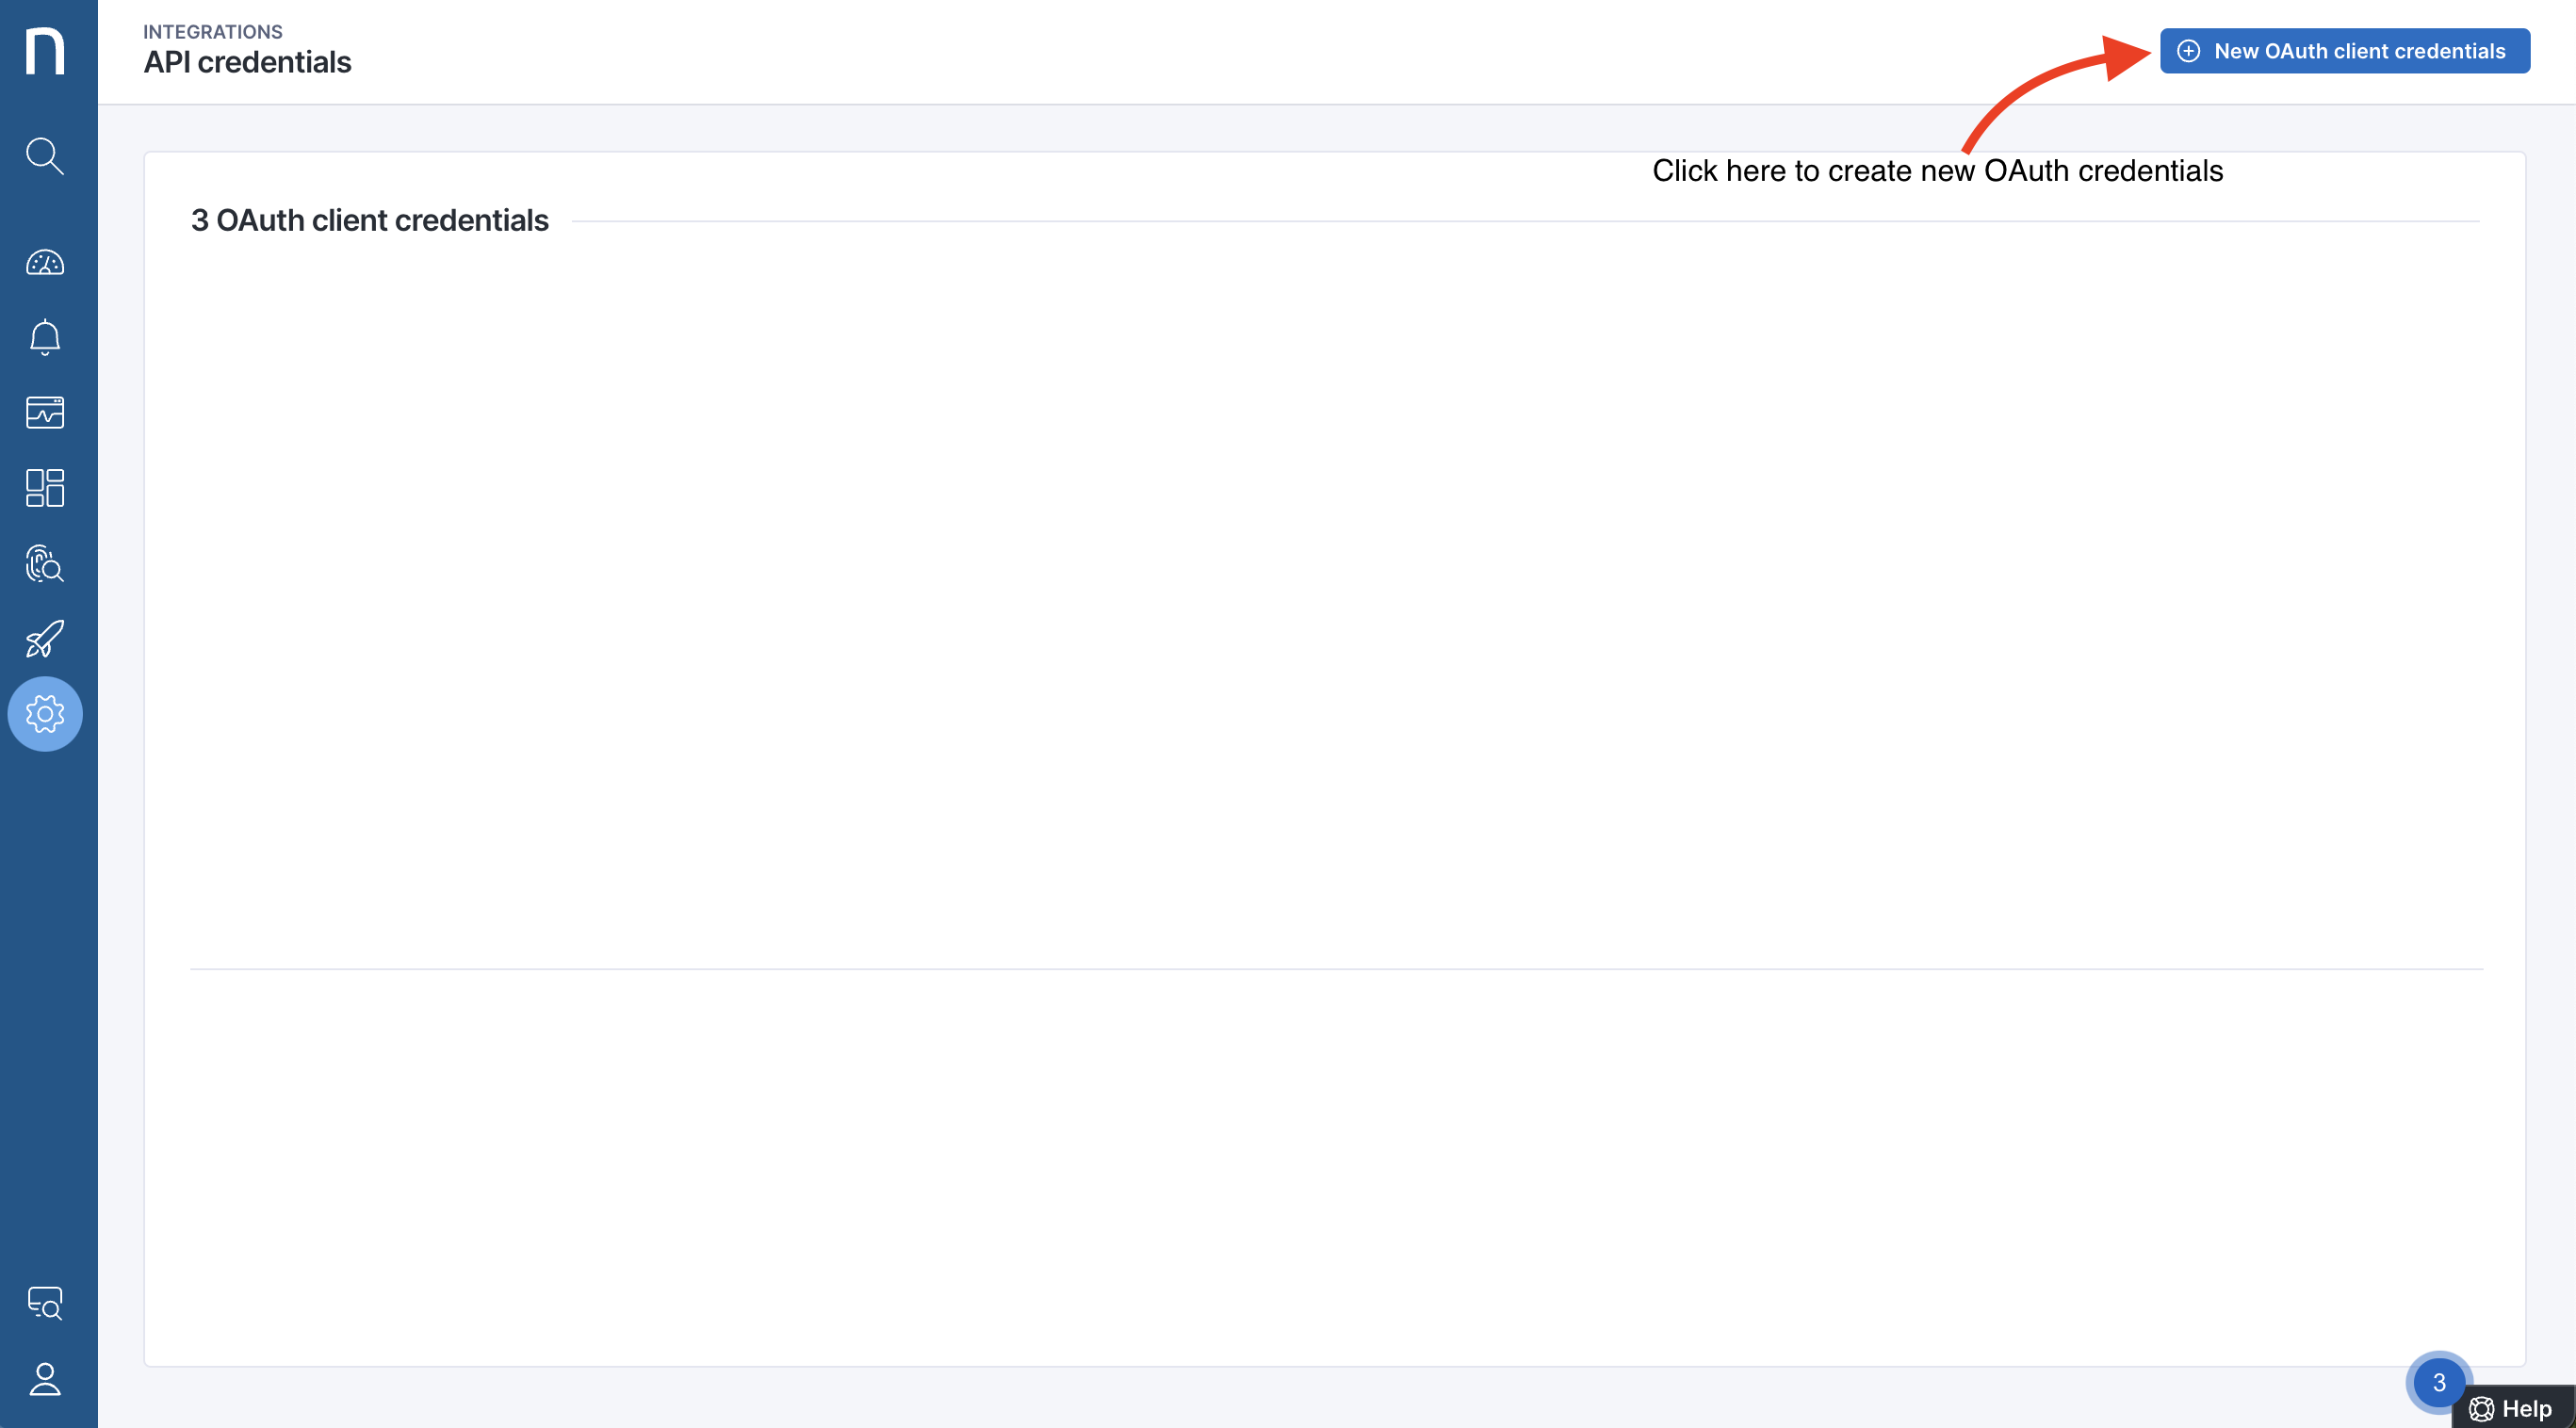 n
INTEGRATIONS
API credentials
New OAuth client credentials
Click here to create new OAuth credentials
3 OAuth client credentials
3
Help